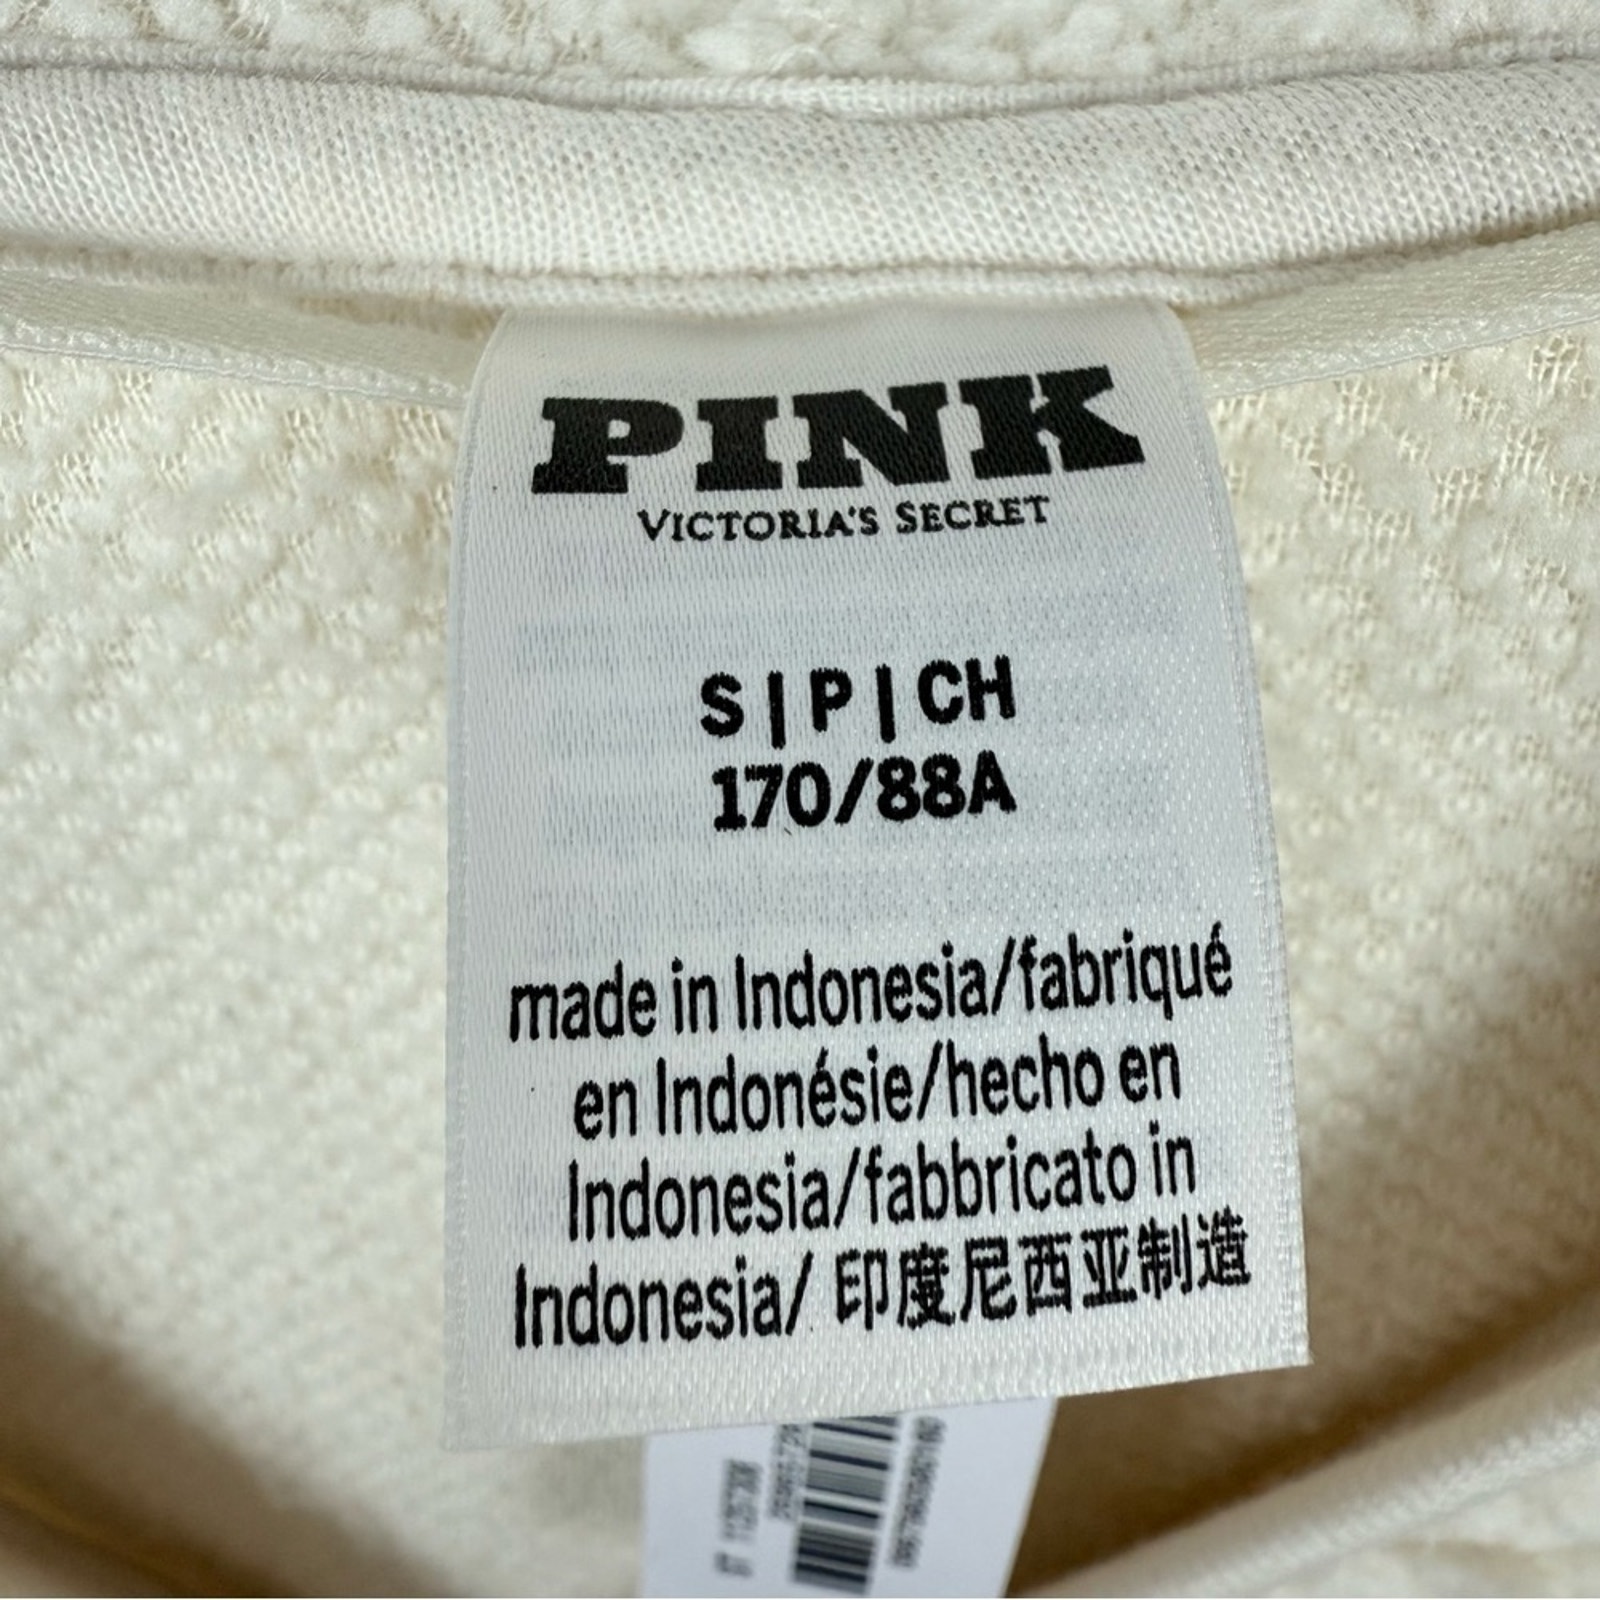 PINK
VICTORIA'S SECRET
S | P | CH
170/88A
made in Indonesia/fabriqué
en Indonésie/hecho en
Indonesia/fabbricato in
Indonesia/ 印度尼西亚制造